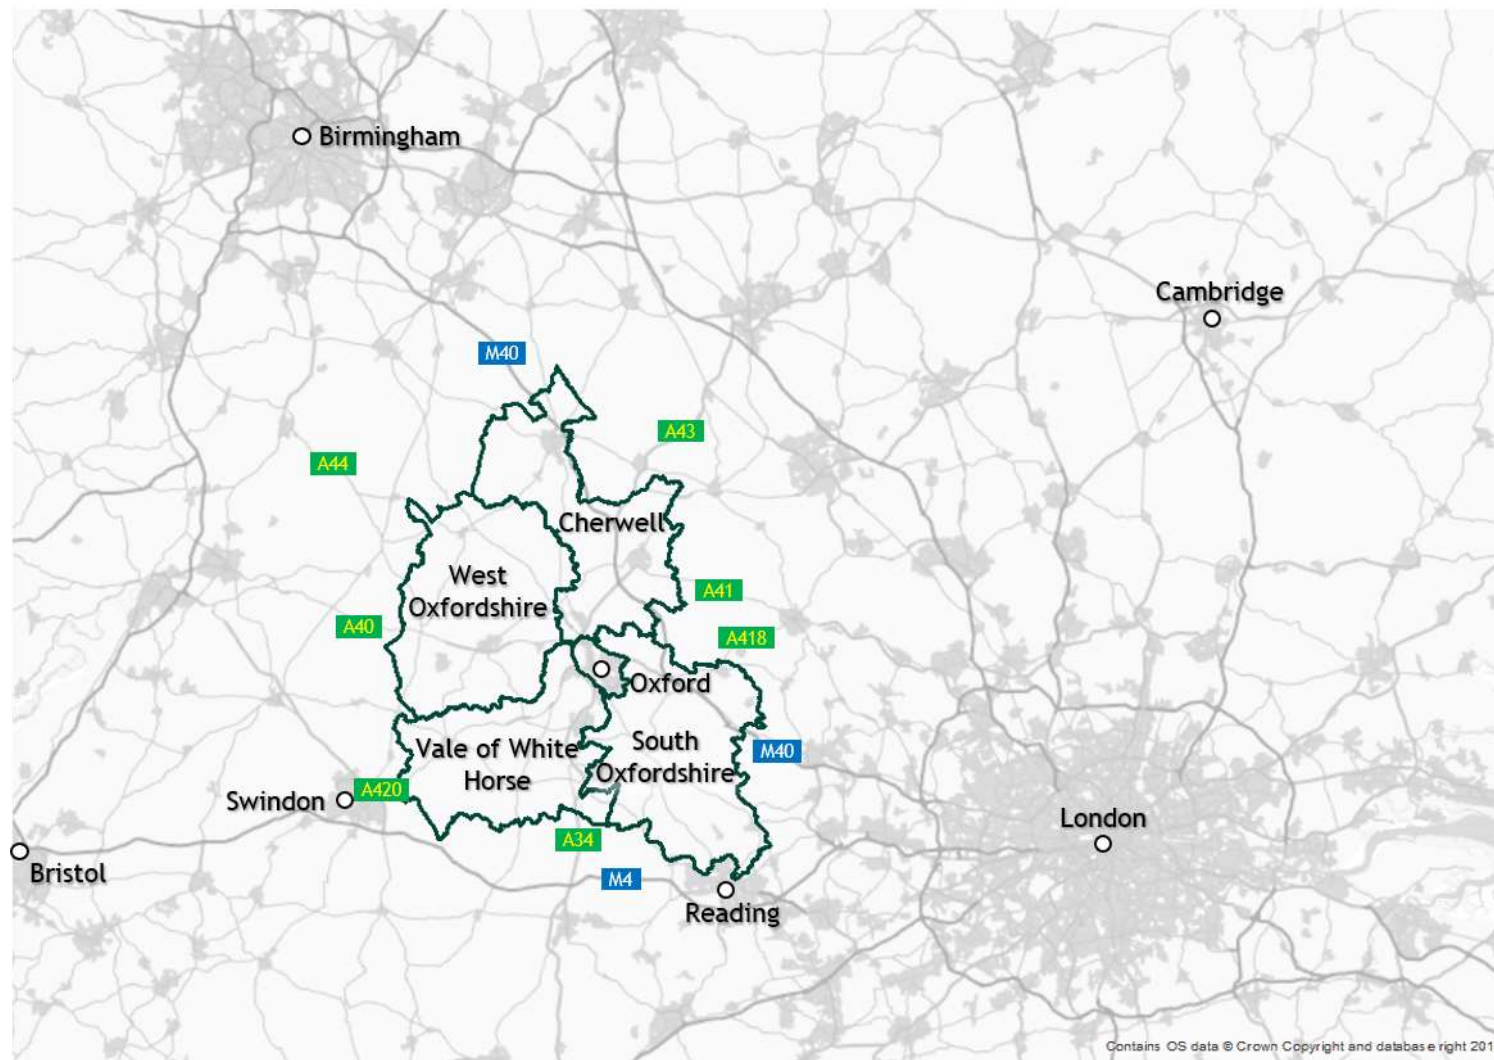 Birmingham
Cambridge
M40
A43
A44
Cherwell
West
Oxfordshire
A41
A40
A418
Oxford
South
Oxfordshire
Vale of White
Horse
M40
A420
Swindon
London
A34
Bristol
M4
Reading
Contains OS data © Crown Copyright and database right 201